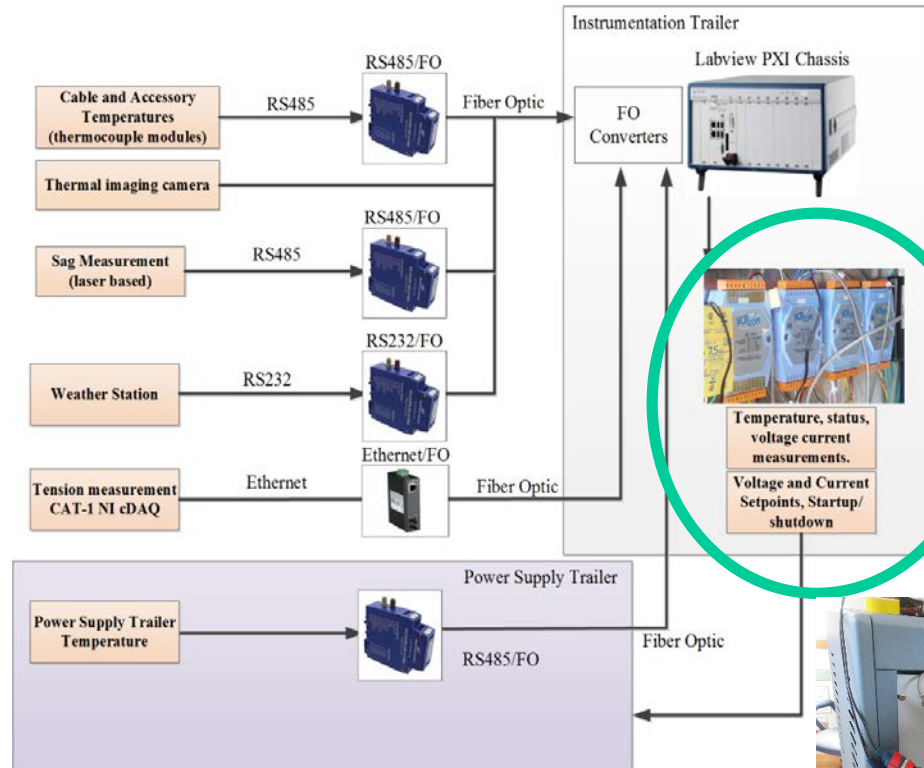 Instrumentation Trailer
Labview PXI Chassis
RS485/FO
Cable and Accessory
Temperatures
(thermocouple modules)
RS485
Fiber Optic
FO
Converters
Thermal imaging camera
RS485/FO
Sag Measurement
(laser based)
RS485
RS232/FO
Weather Station
RS232
Temperature, status,
voltage current
measurements.
Voltage and Current
Setpoints, Startup/
shutdown
Ethernet/FO
Tension measurement
CAT-1 NI cDAQ
Ethernet
Fiber Optic
Power Supply Trailer
Power Supply Trailer
Temperature
RS485/FO
Fiber Optic